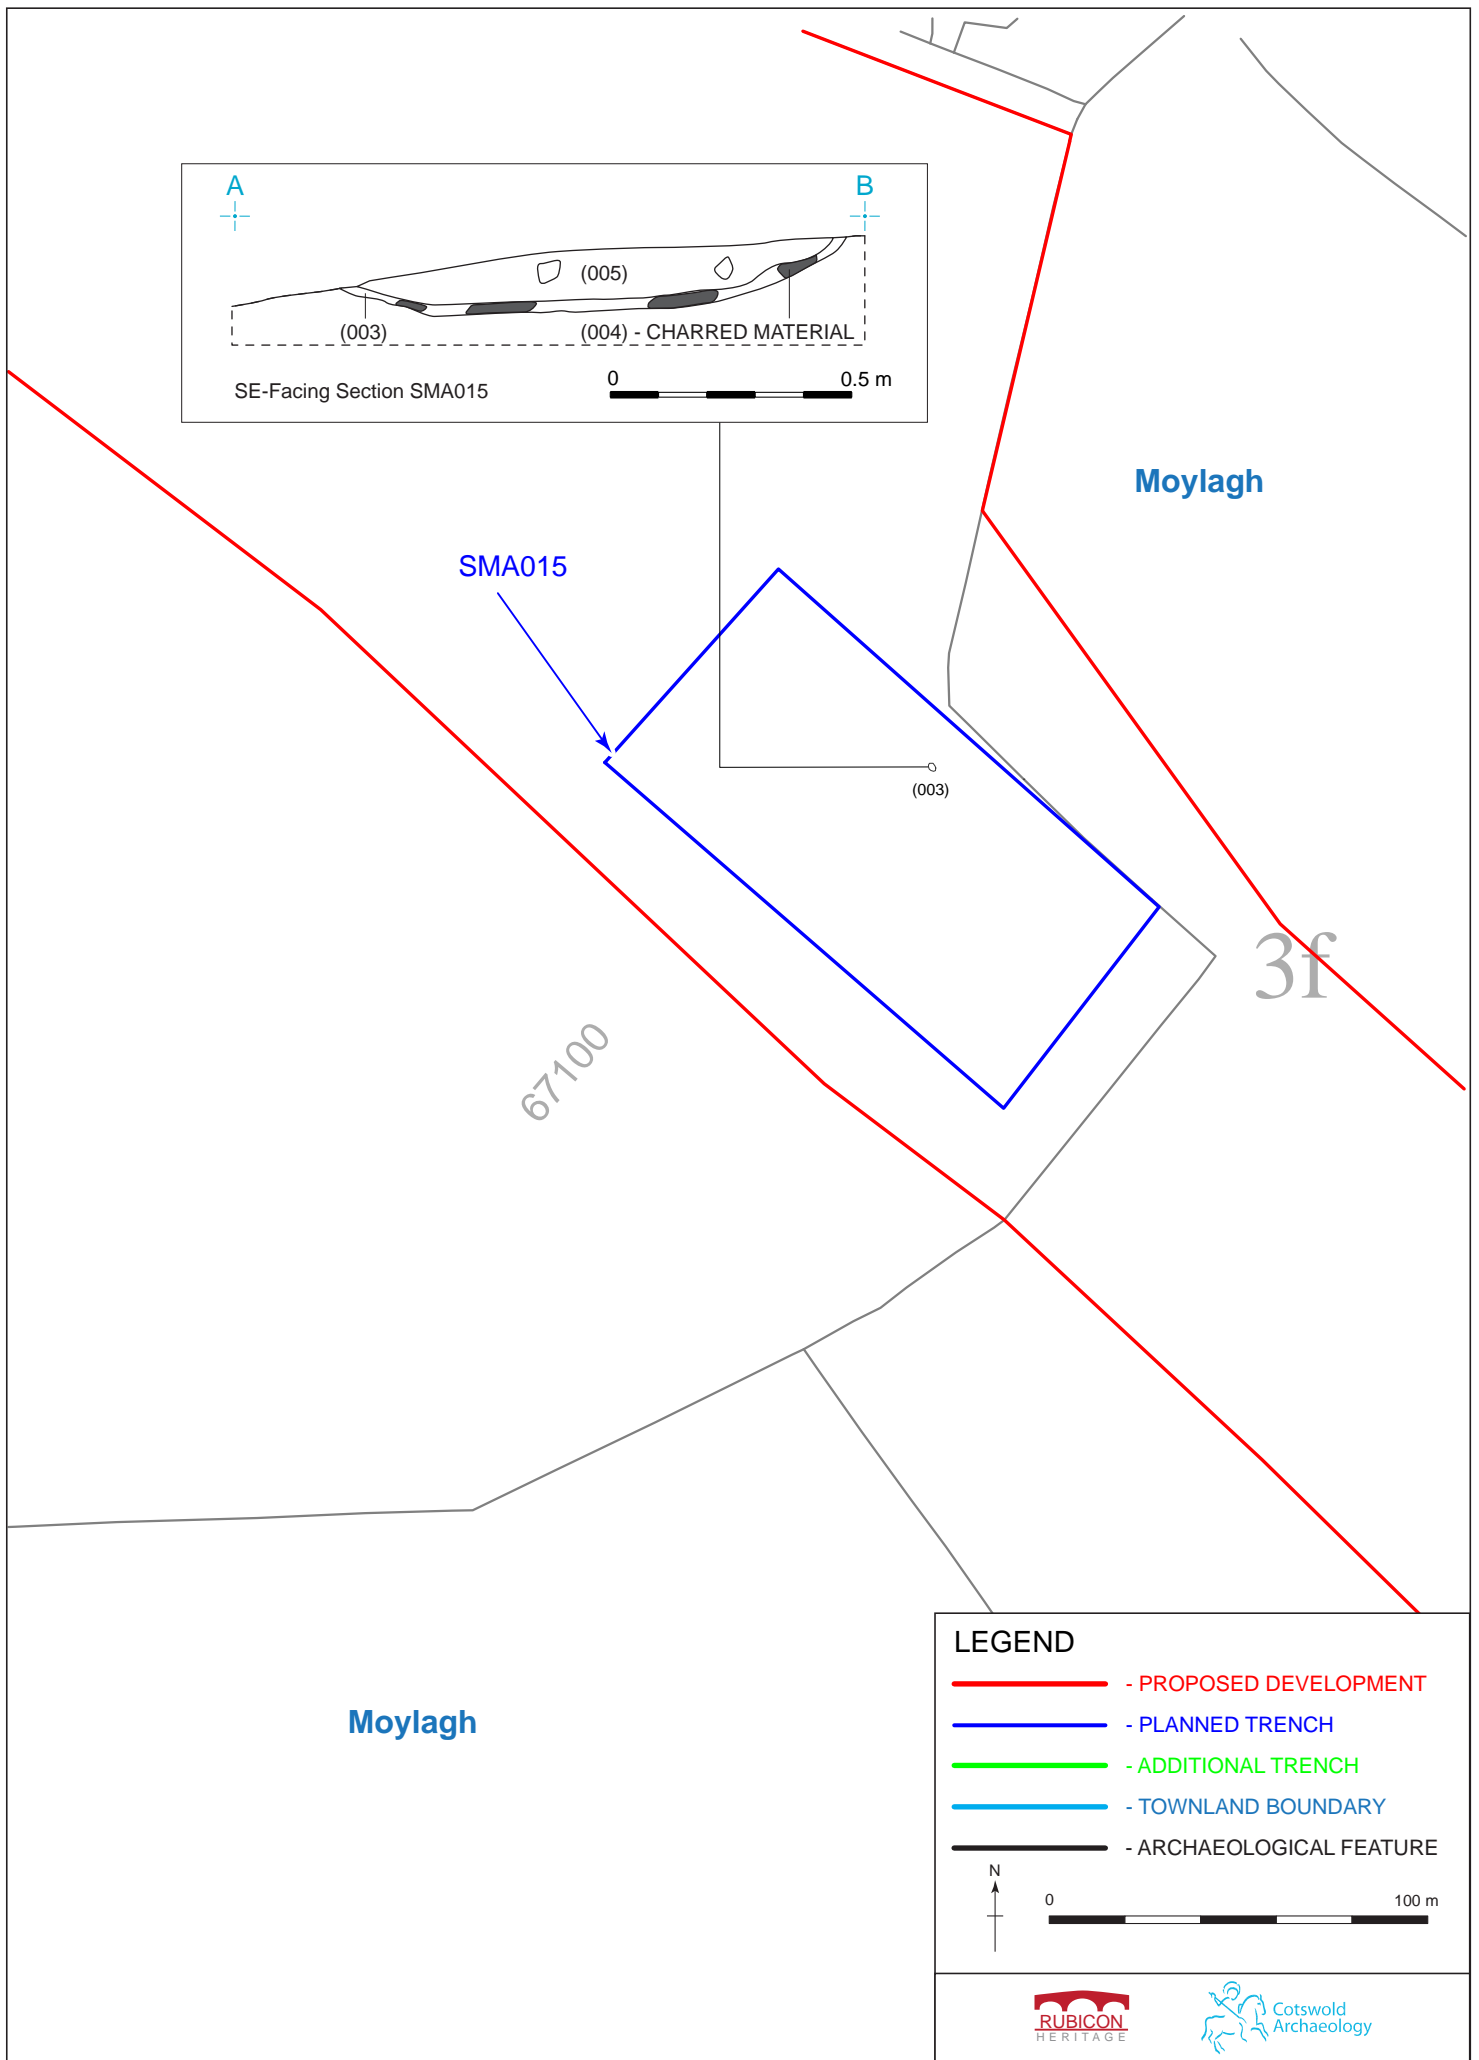 A
B
(005)
(003)
(004) - CHARRED MATERIAL
SE-Facing Section SMA015
0
0.5 m
Moylagh
SMA015
(003)
3f
67100
Moylagh
LEGEND
- PROPOSED DEVELOPMENT
- PLANNED TRENCH
- ADDITIONAL TRENCH
- TOWNLAND BOUNDARY
- ARCHAEOLOGICAL FEATURE
N
0
100 m
RUBICON
HERITAGE
Cotswold
Archaeology